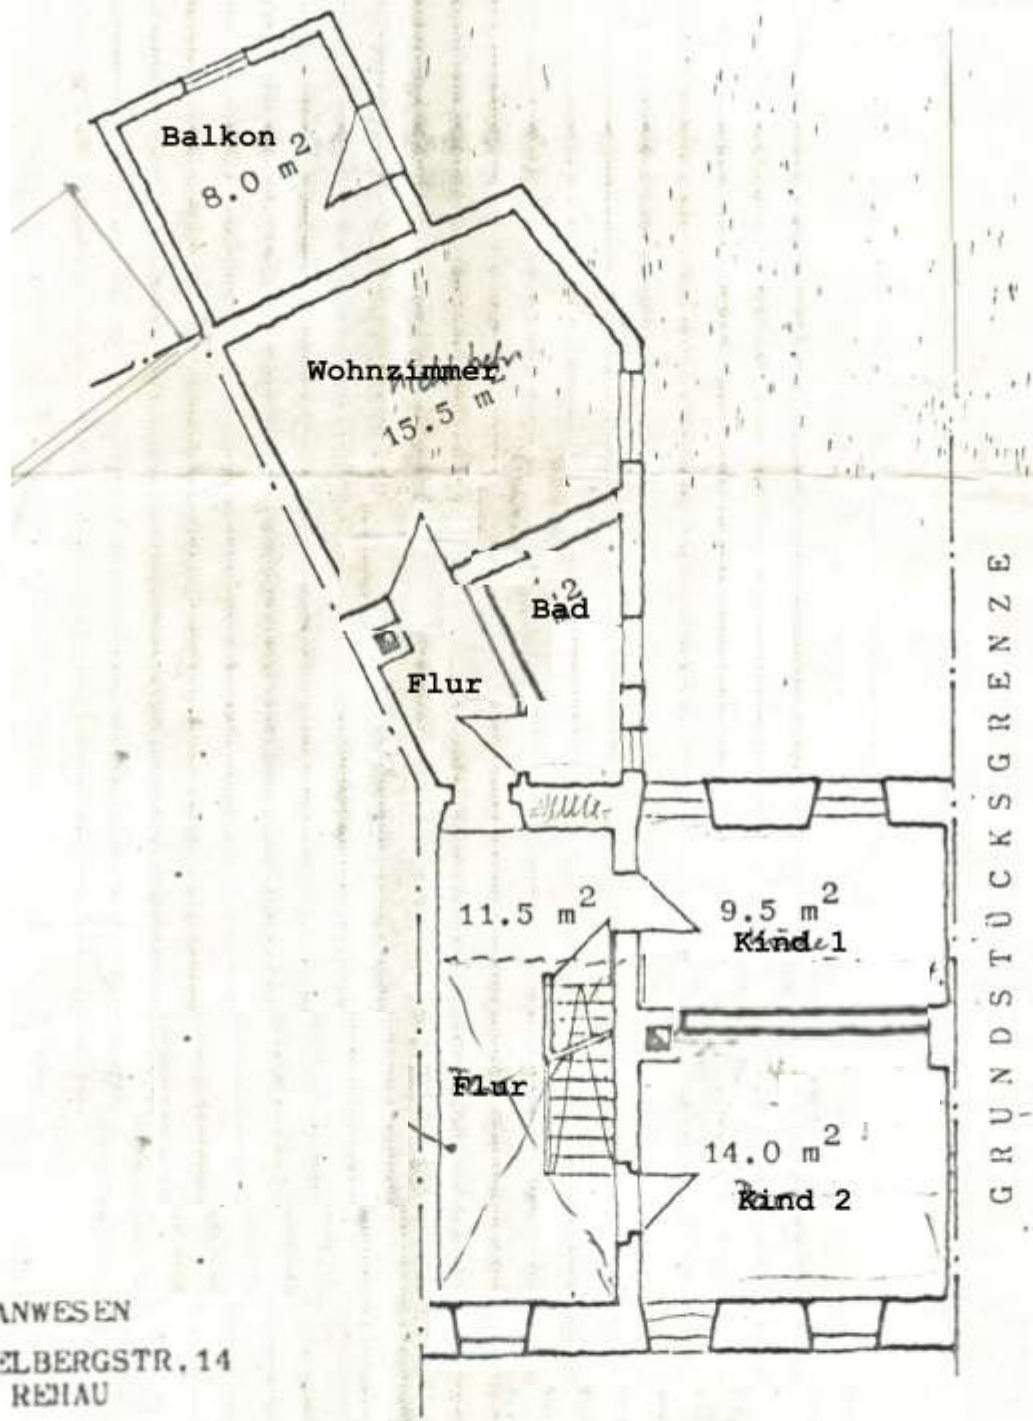 Balkon
8.0 m²
Wohnzimmer
15.5 m²
Bad
Flur
11.5 m²
9.5 m²
Kind 1
Flur
14.0 m²
Kind 2
GRUNDSTÜCKSGRENZE
ANWESEN
ELBERGSTR.14
REHAU